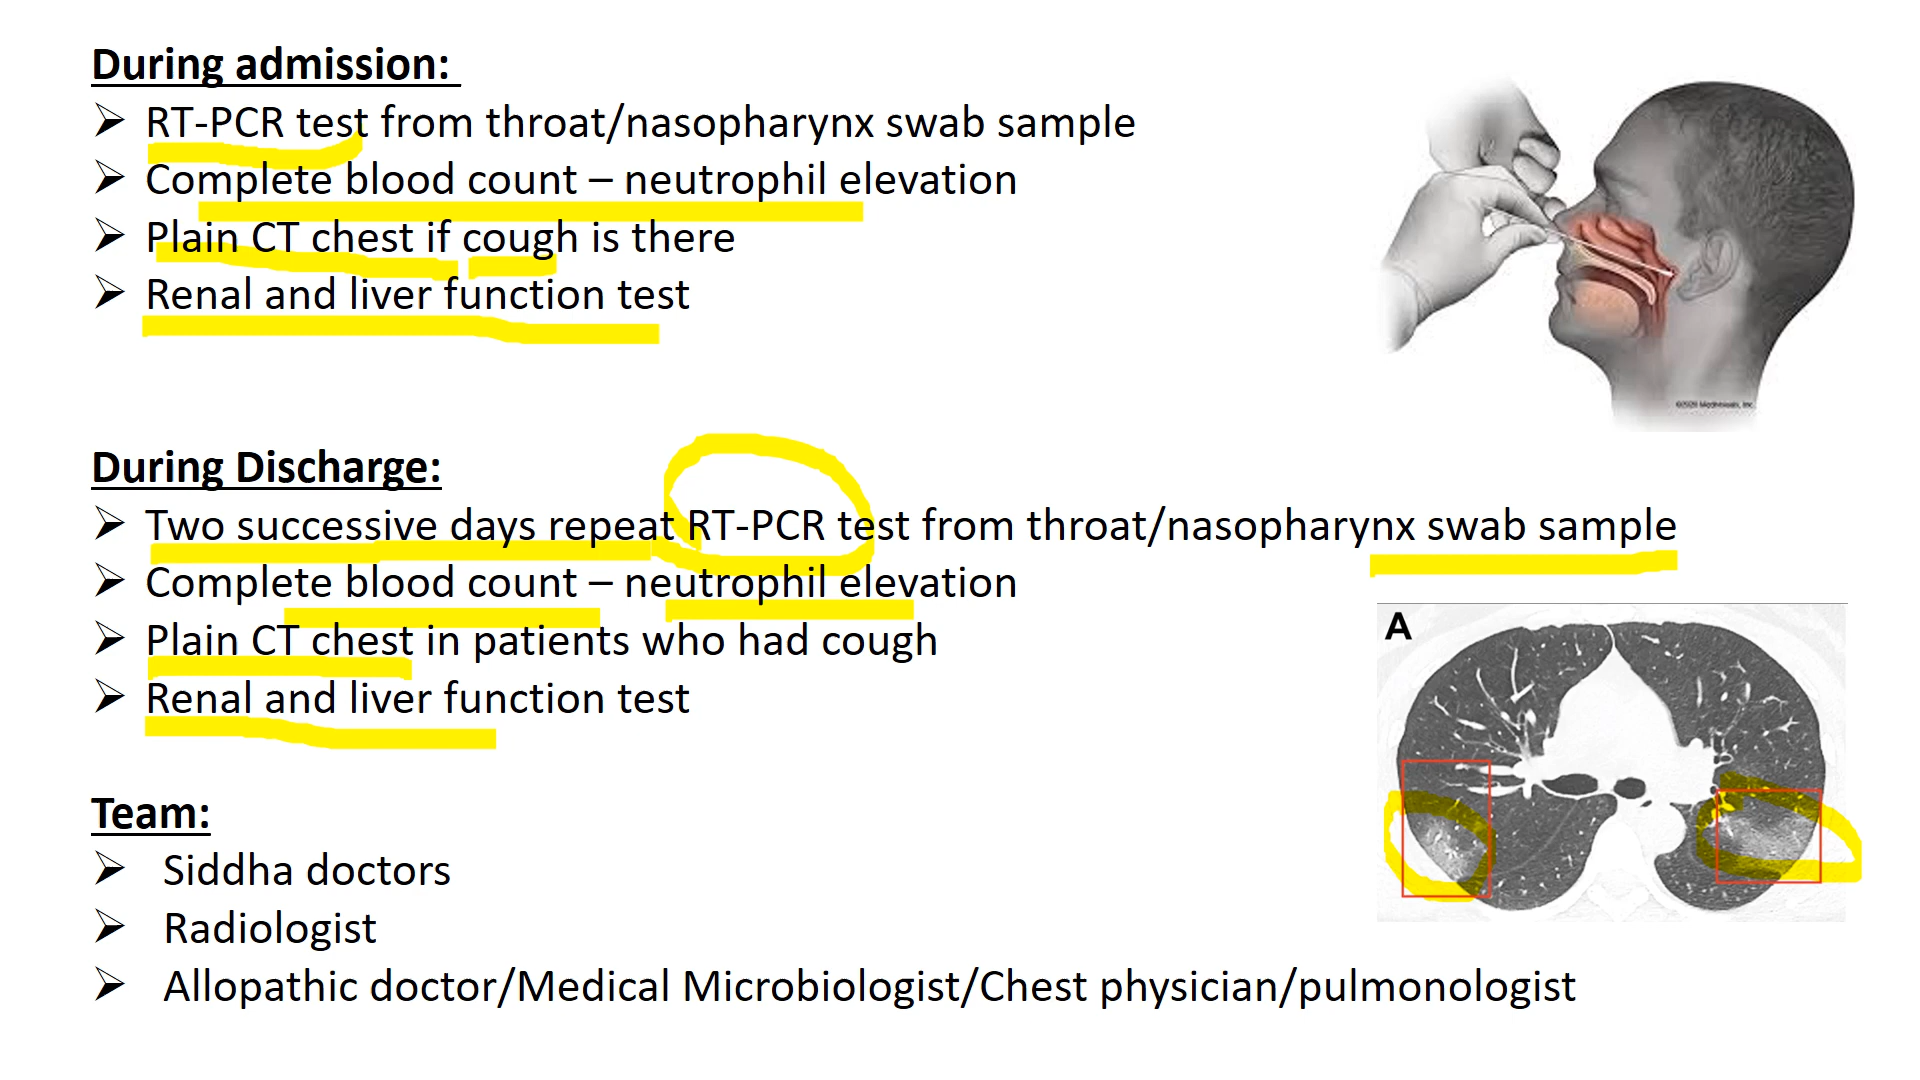 During admission:
➢ RT-PCR test from throat/nasopharynx swab sample
➢ Complete blood count – neutrophil elevation
➢ Plain CT chest if cough is there
➢ Renal and liver function test
©2020 MedVisuals, Inc.
During Discharge:
➢ Two successive days repeat RT-PCR test from throat/nasopharynx swab sample
➢ Complete blood count – neutrophil elevation
➢ Plain CT chest in patients who had cough
➢ Renal and liver function test
A
Team:
➢ Siddha doctors
➢ Radiologist
➢ Allopathic doctor/Medical Microbiologist/Chest physician/pulmonologist